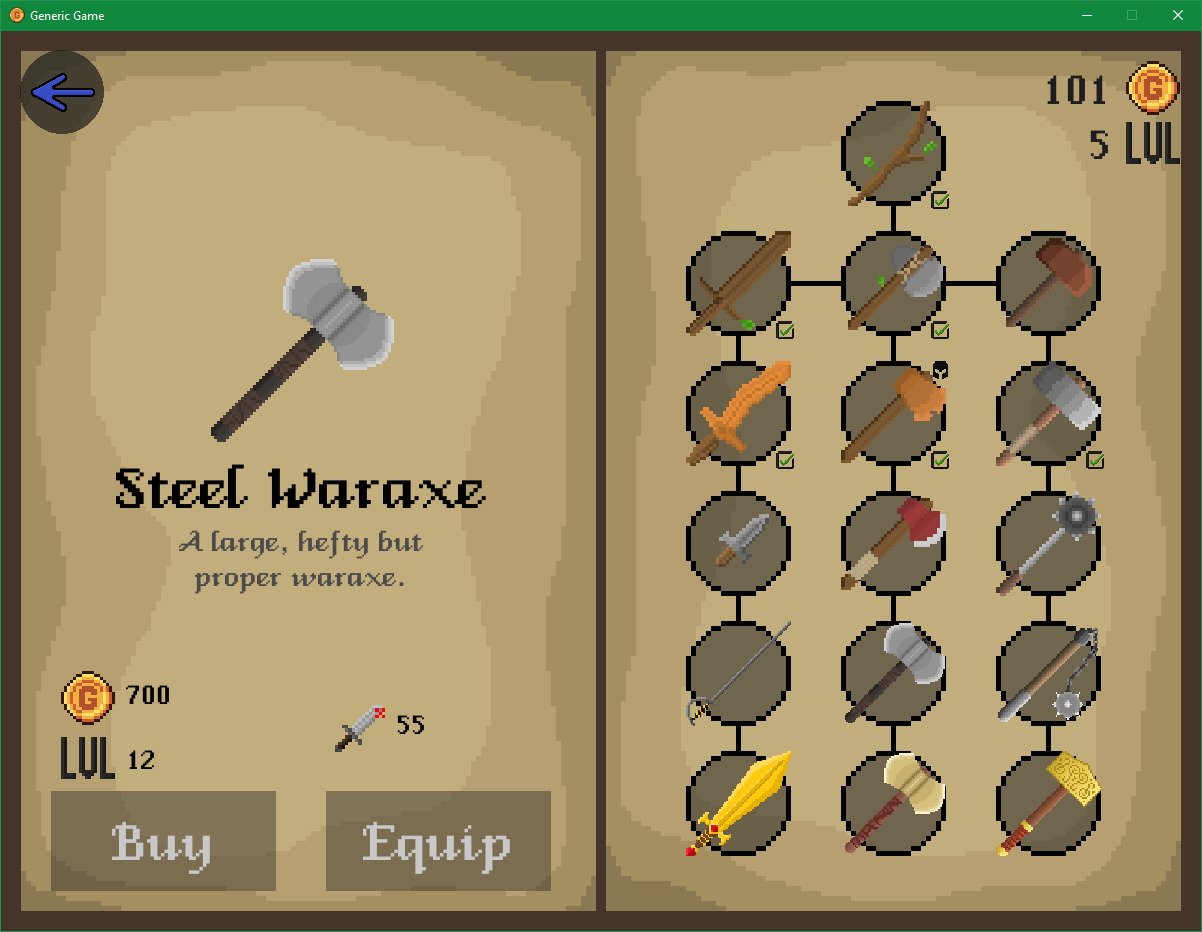 Generic Game
Steel Waraxe
A large, hefty but
proper waraxe.
G 700
55
LVL 12
Buy
Equip
101 G
5 LVL